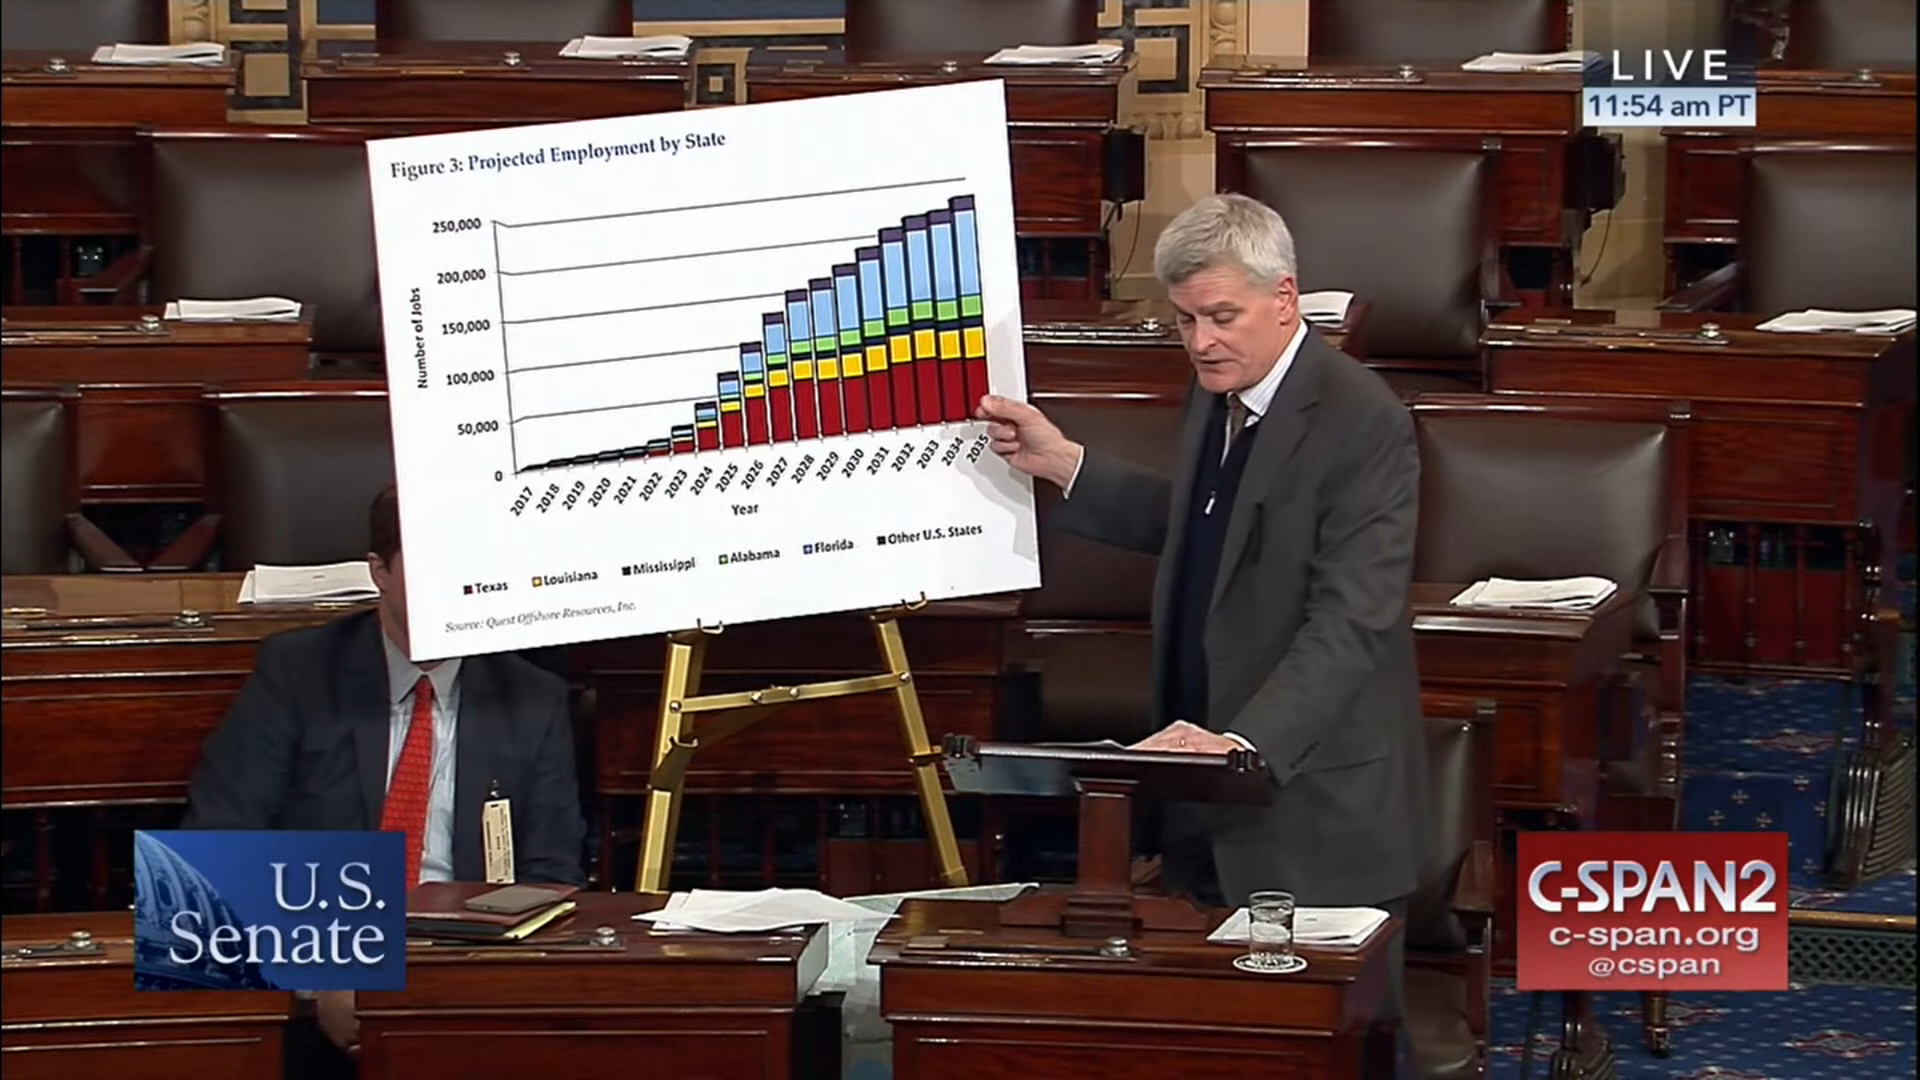 LIVE
11:54 am PT
Figure 3: Projected Employment by State
Number of Jobs
250,000
200,000
150,000
100,000
50,000
0
2017 2018 2019 2020 2021 2022 2023 2024 2025 2026 2027 2028 2029 2030 2031 2032 2033 2034 2035
Year
Texas Louisiana Mississippi Alabama Florida Other U.S. States
Source: Quest Offshore Resources, Inc.
U.S.
Senate
C-SPAN2
c-span.org
@cspan